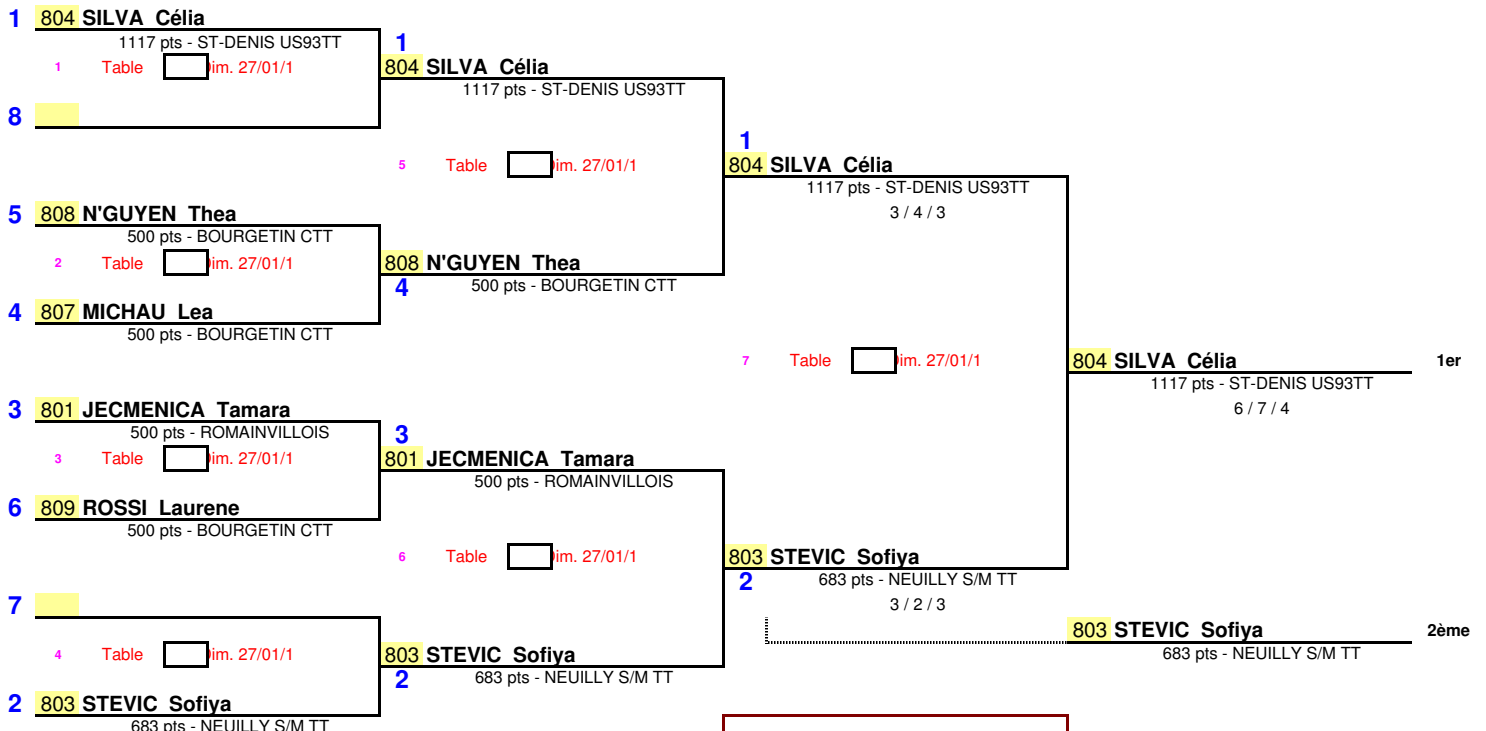 1 804 SILVA Célia
1117 pts - ST-DENIS US93TT
1 Table im. 27/01/1
8
5 808 N'GUYEN Thea
500 pts - BOURGETIN CTT
2 Table im. 27/01/1
4 807 MICHAU Lea
500 pts - BOURGETIN CTT
3 801 JECMENICA Tamara
500 pts - ROMAINVILLOIS
3 Table im. 27/01/1
6 809 ROSSI Laurene
500 pts - BOURGETIN CTT
7
4 Table im. 27/01/1
2 803 STEVIC Sofiya
683 pts - NEUILLY S/M TT
1
804 SILVA Célia
1117 pts - ST-DENIS US93TT
5 Table im. 27/01/1
808 N'GUYEN Thea
4 500 pts - BOURGETIN CTT
3
801 JECMENICA Tamara
500 pts - ROMAINVILLOIS
6 Table im. 27/01/1
803 STEVIC Sofiya
2 683 pts - NEUILLY S/M TT
1
804 SILVA Célia
1117 pts - ST-DENIS US93TT
3 / 4 / 3
7 Table im. 27/01/1
803 STEVIC Sofiya
2 683 pts - NEUILLY S/M TT
3 / 2 / 3
804 SILVA Célia 1er
1117 pts - ST-DENIS US93TT
6 / 7 / 4
803 STEVIC Sofiya 2ème
683 pts - NEUILLY S/M TT